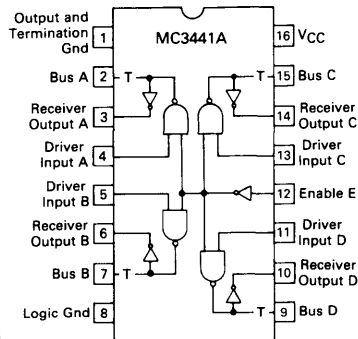 MC3441A
Output and
Termination
Gnd
1
Bus A
2
T
Receiver
Output A
3
Driver
Input A
4
Driver
Input B
5
Receiver
Output B
6
Bus B
7
T
Logic Gnd
8
16
VCC
T
15
Bus C
14
Receiver
Output C
13
Driver
Input C
12
Enable E
11
Driver
Input D
10
Receiver
Output D
T
9
Bus D